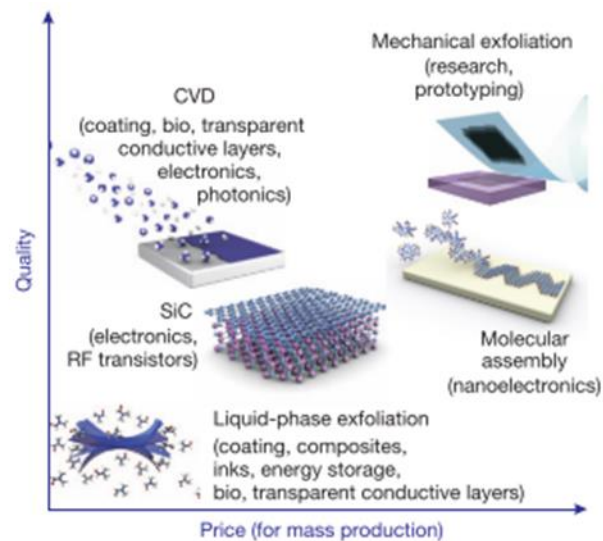 Mechanical exfoliation
(research,
prototyping)
CVD
(coating, bio, transparent
conductive layers,
electronics,
photonics)
Quality
SiC
(electronics,
RF transistors)
Molecular
assembly
(nanoelectronics)
Liquid-phase exfoliation
(coating, composites,
inks, energy storage,
bio, transparent conductive layers)
Price (for mass production)